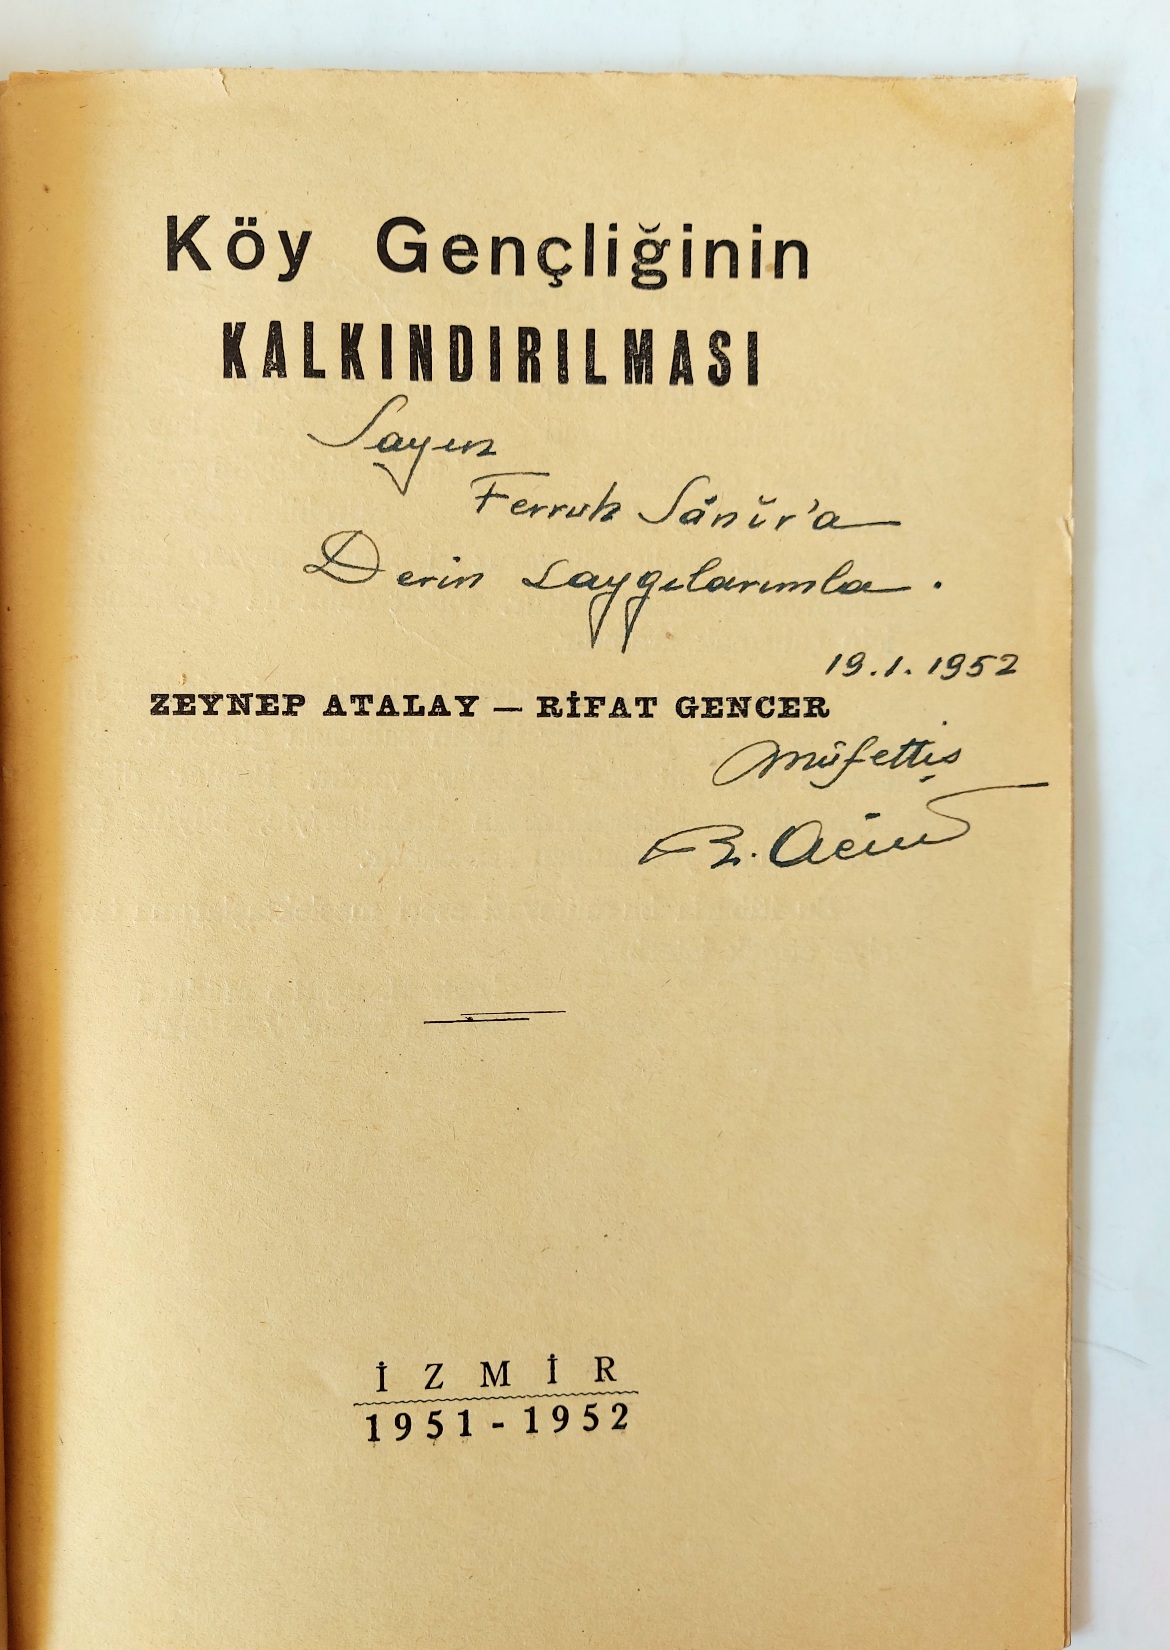 Köy Gençliğinin
KALKINDIRILMASI
Sayın
Ferruh Sânır'a
Derin saygılarımla.
19.1.1952
ZEYNEP ATALAY — RİFAT GENCER
Müfettiş
İZMİR
1951-1952